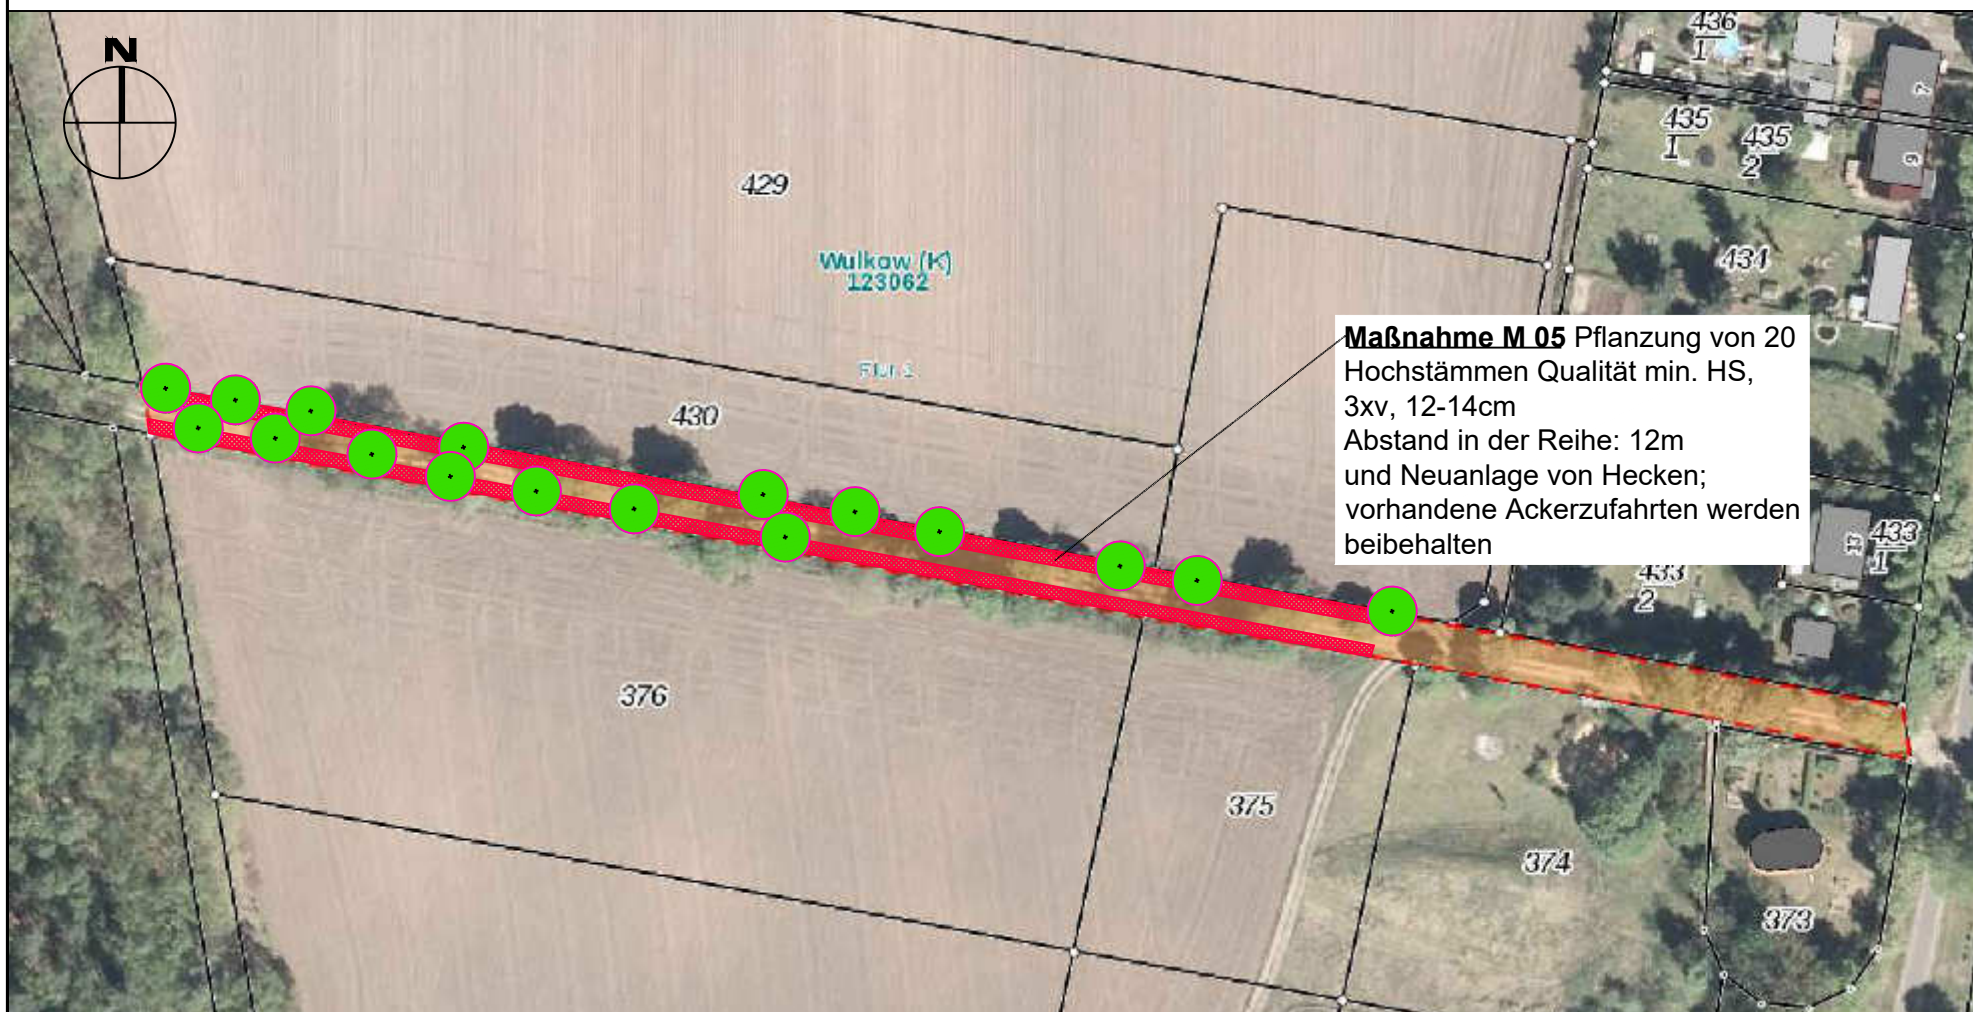 N
436
1
7
435
1
435
2
9
429
434
Wulkow (K)
123062
Flur 1
430
Maßnahme M 05 Pflanzung von 20
Hochstämmen Qualität min. HS,
3xv, 12-14cm
Abstand in der Reihe: 12m
und Neuanlage von Hecken;
vorhandene Ackerzufahrten werden
beibehalten
433
1
433
2
376
375
374
373